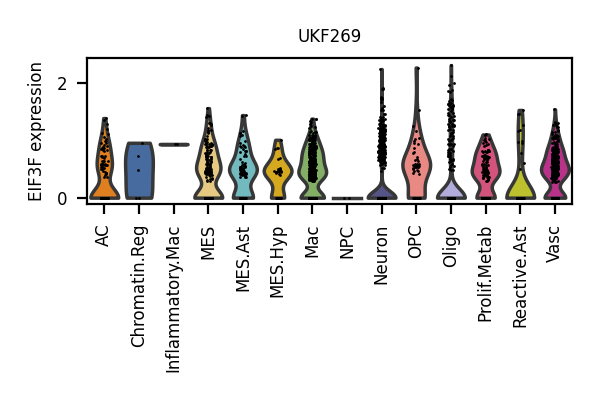 UKF269
EIF3F expression
2
0
AC
Chromatin.Reg
Inflammatory.Mac
MES
MES.Ast
MES.Hyp
Mac
NPC
Neuron
OPC
Oligo
Prolif.Metab
Reactive.Ast
Vasc